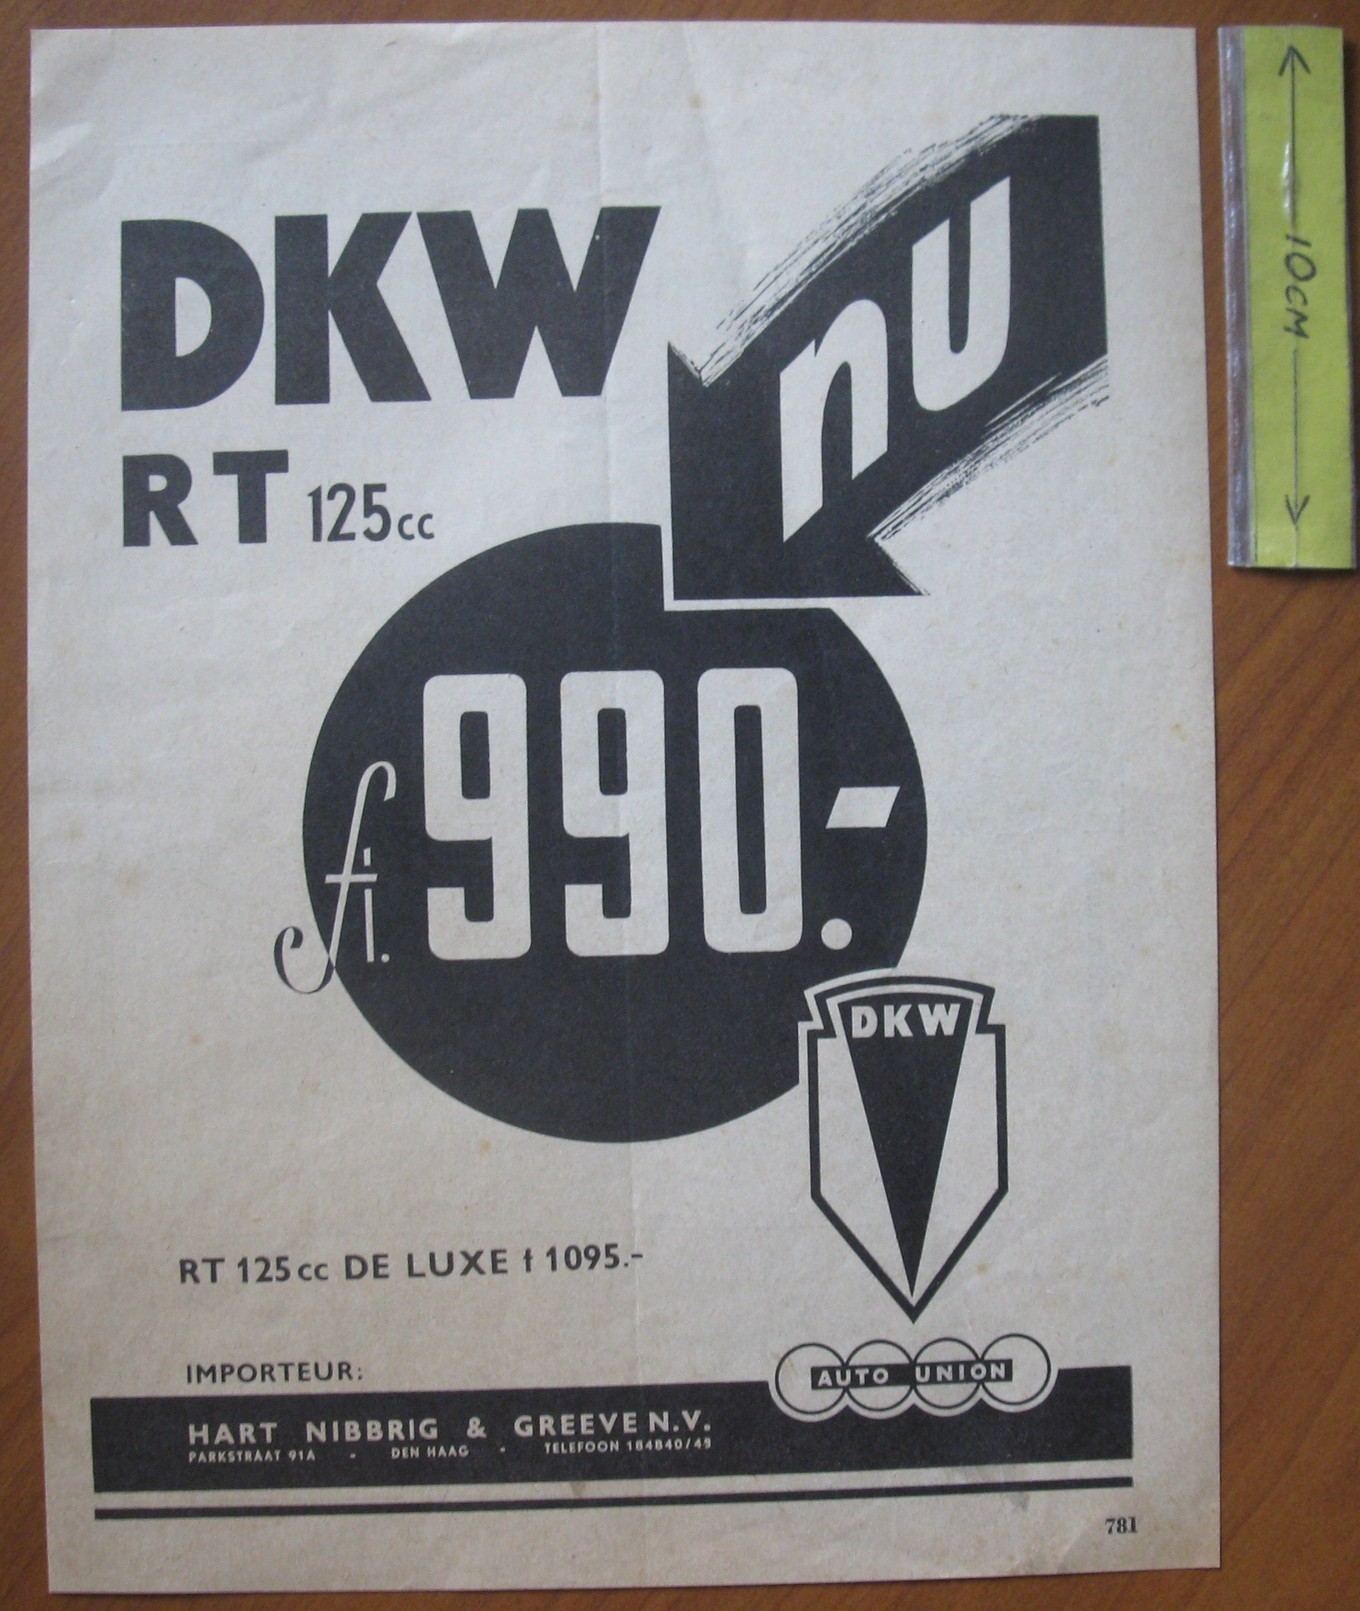 DKW
nu
RT 125cc
fl. 990.-
DKW
RT 125cc DE LUXE f 1095.-
IMPORTEUR:
AUTO UNION
HART NIBBRIG & GREEVE N.V.
PARKSTRAAT 91A - DEN HAAG - TELEFOON 184840/45
781
10CM